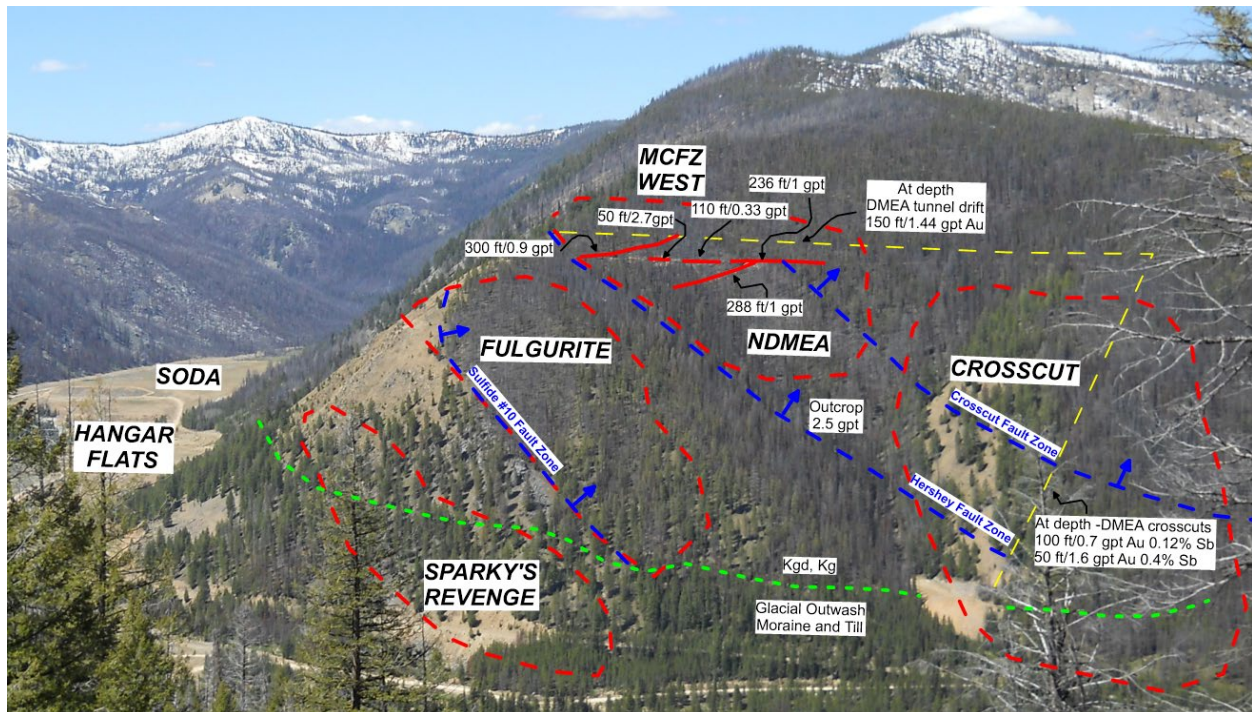 MCFZ
WEST
236 ft/1 gpt
At depth
DMEA tunnel drift
150 ft/1.44 gpt Au
50 ft/2.7gpt
110 ft/0.33 gpt
300 ft/0.9 gpt
288 ft/1 gpt
FULGURITE
NDMEA
SODA
CROSSCUT
HANGAR
FLATS
Sulfide #10 Fault Zone
Outcrop
2.5 gpt
Crosscut Fault Zone
Hershey Fault Zone
At depth -DMEA crosscuts
100 ft/0.7 gpt Au 0.12% Sb
50 ft/1.6 gpt Au 0.4% Sb
SPARKY'S
REVENGE
Kgd, Kg
Glacial Outwash
Moraine and Till